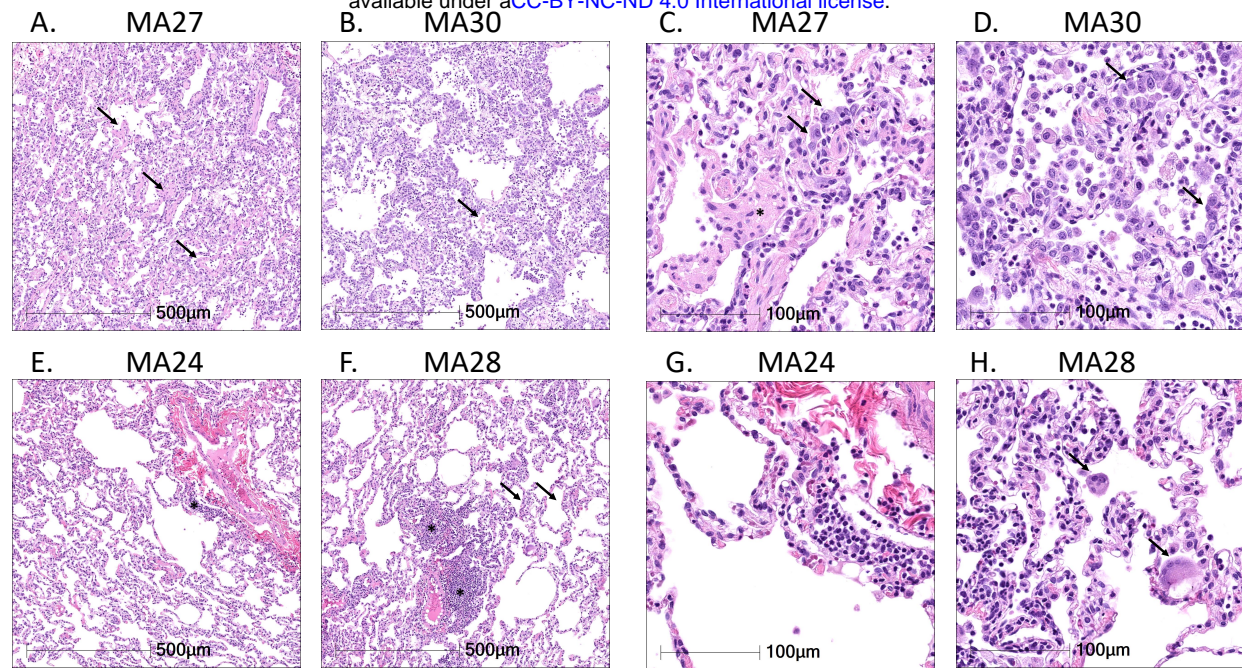 available under aCC-BY-NC-ND 4.0 International license.
A. MA27 B. MA30 C. MA27 D. MA30
500µm 500µm 100µm 100µm
*
E. MA24 F. MA28 G. MA24 H. MA28
* * *
500µm 500µm 100µm 100µm